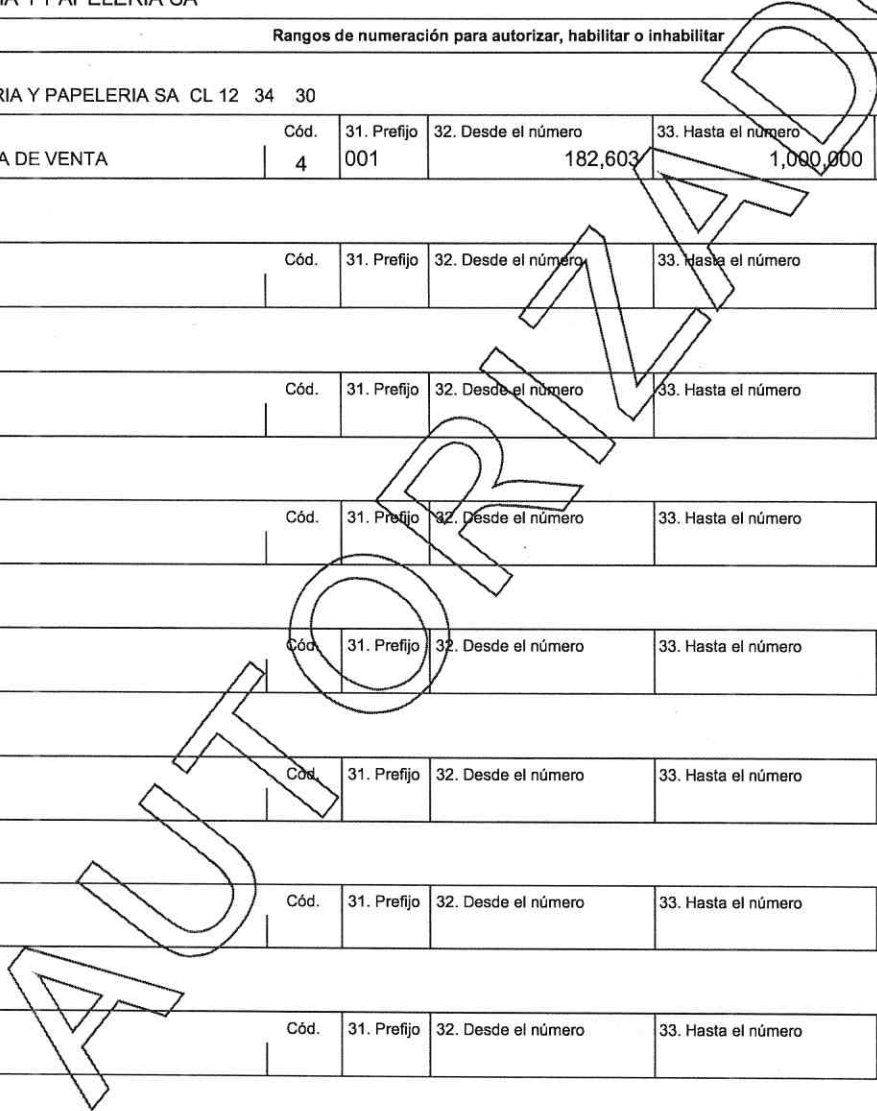 Y PAPELERIA SA
Rangos de numeración para autorizar, habilitar o inhabilitar
RIA Y PAPELERIA SA CL 12 34 30
Cód. 31. Prefijo 32. Desde el número 33. Hasta el número
A DE VENTA 4 001 182,603 1,000,000
Cód. 31. Prefijo 32. Desde el número 33. Hasta el número
Cód. 31. Prefijo 32. Desde el número 33. Hasta el número
Cód. 31. Prefijo 32. Desde el número 33. Hasta el número
Cód. 31. Prefijo 32. Desde el número 33. Hasta el número
Cód. 31. Prefijo 32. Desde el número 33. Hasta el número
Cód. 31. Prefijo 32. Desde el número 33. Hasta el número
Cód. 31. Prefijo 32. Desde el número 33. Hasta el número
AUTORIZAD